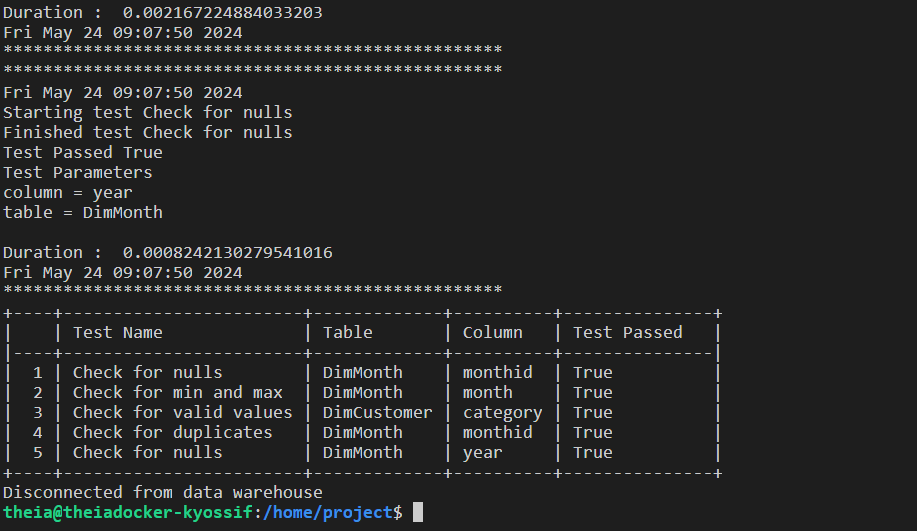 Duration :  0.002167224884033203
Fri May 24 09:07:50 2024
**************************************************
**************************************************
Fri May 24 09:07:50 2024
Starting test Check for nulls
Finished test Check for nulls
Test Passed True
Test Parameters
column = year
table = DimMonth

Duration :  0.0008242130279541016
Fri May 24 09:07:50 2024
**************************************************
+----+------------------------+-------------+----------+---------------+
|    | Test Name              | Table       | Column   | Test Passed   |
|----+------------------------+-------------+----------+---------------|
|  1 | Check for nulls        | DimMonth    | monthid  | True          |
|  2 | Check for min and max  | DimMonth    | month    | True          |
|  3 | Check for valid values | DimCustomer | category | True          |
|  4 | Check for duplicates   | DimMonth    | monthid  | True          |
|  5 | Check for nulls        | DimMonth    | year     | True          |
+----+------------------------+-------------+----------+---------------+
Disconnected from data warehouse
theia@theiadocker-kyossif:/home/project$